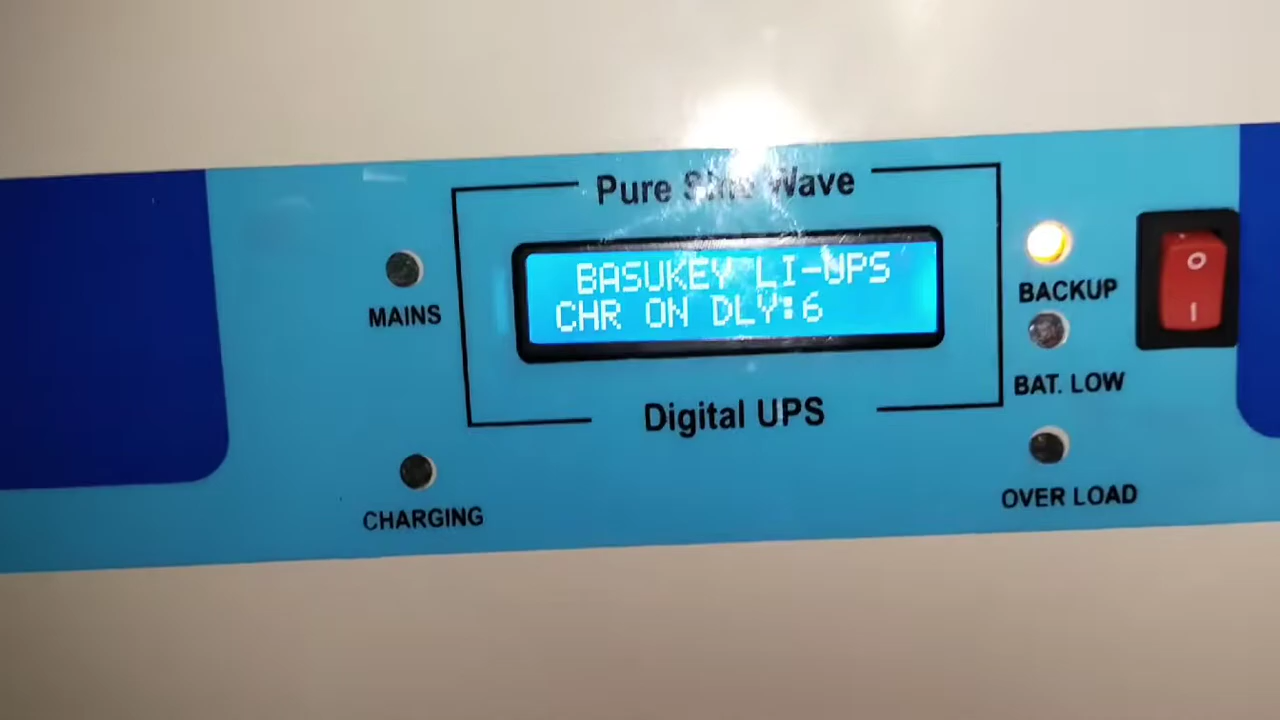 Pure Sine Wave
BASUKEY LI-UPS
CHR ON DLY:6
Digital UPS
MAINS
CHARGING
BACKUP
BAT. LOW
OVER LOAD
O
I